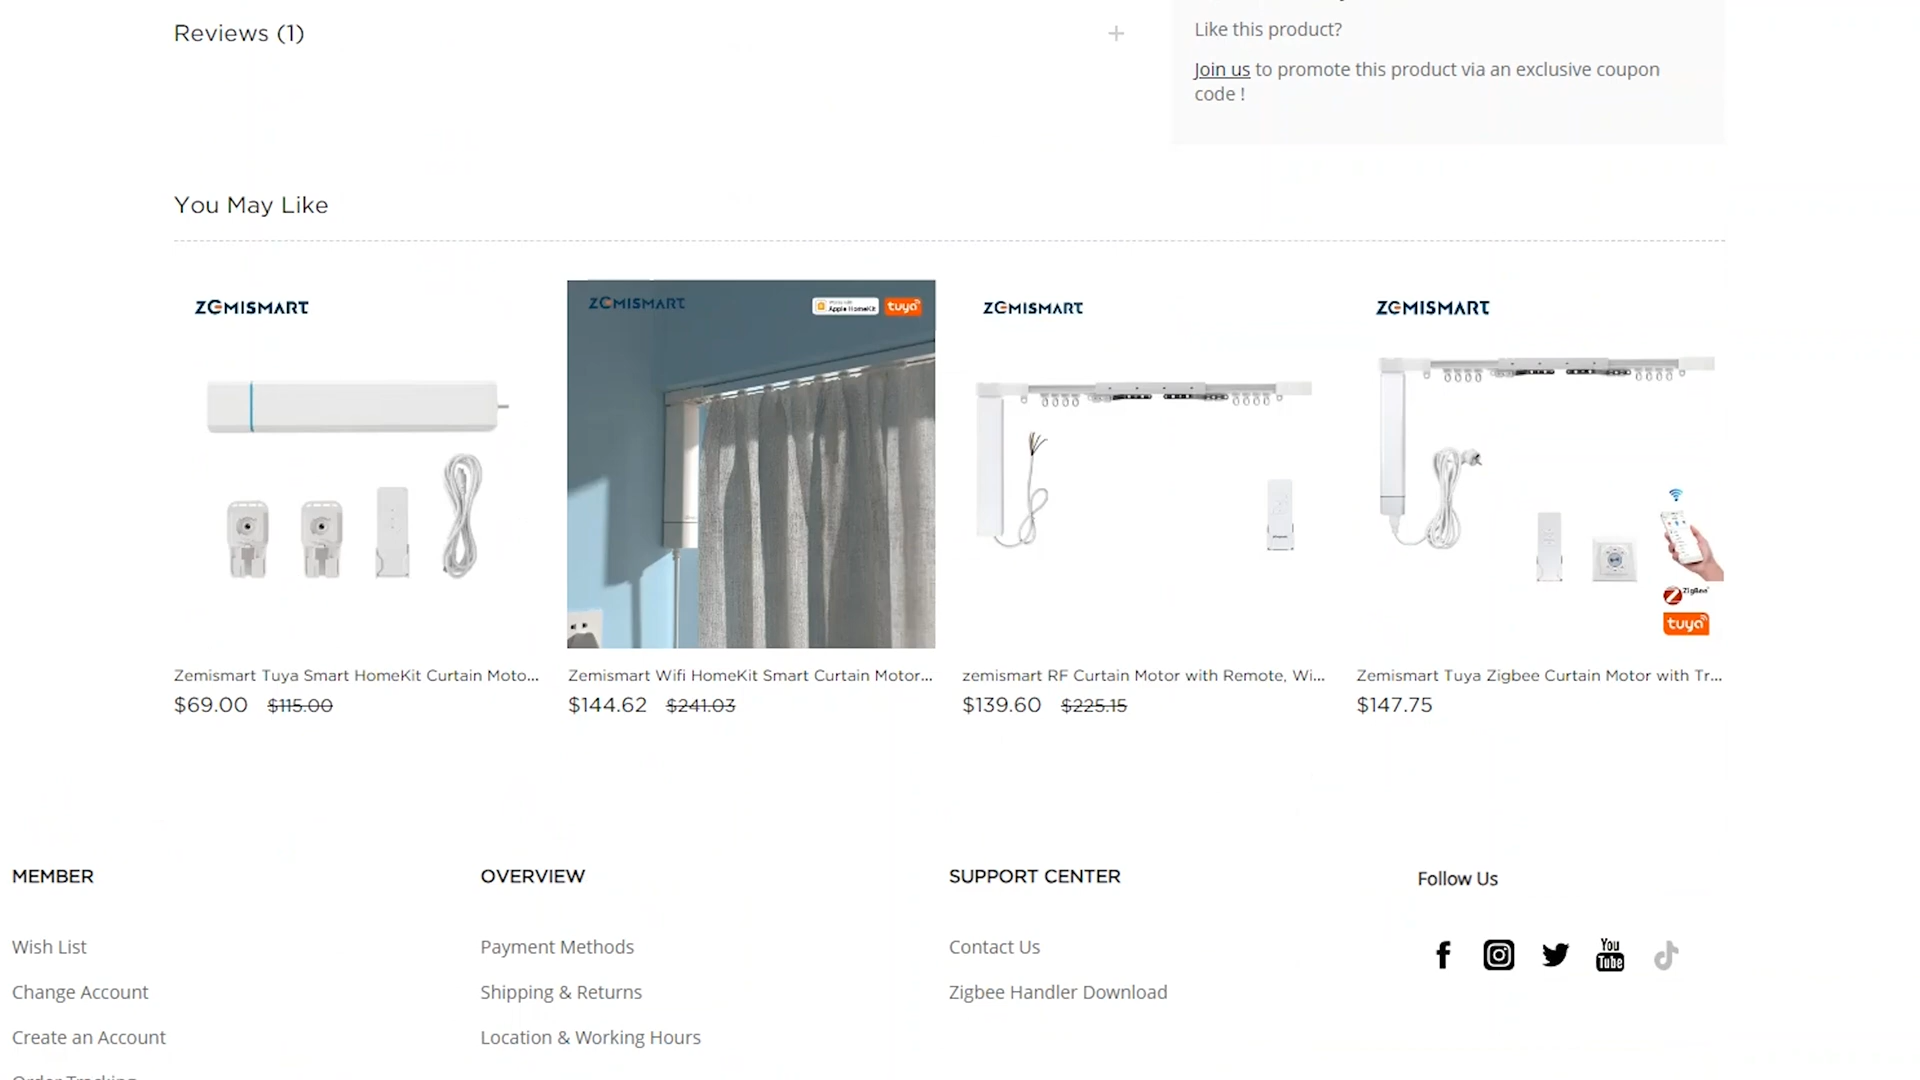 Reviews (1)
+
Like this product?
Join us to promote this product via an exclusive coupon
code !
You May Like
ZEMISMART
ZEMISMART
Apple HomeKit
tuya
ZEMISMART
ZEMISMART
ZigBee
tuya
Zemismart Tuya Smart HomeKit Curtain Moto...
$69.00 $115.00
Zemismart Wifi HomeKit Smart Curtain Motor...
$144.62 $241.03
zemismart RF Curtain Motor with Remote, Wi...
$139.60 $225.15
Zemismart Tuya Zigbee Curtain Motor with Tr...
$147.75
MEMBER
Wish List
Change Account
Create an Account
Order Tracking
OVERVIEW
Payment Methods
Shipping & Returns
Location & Working Hours
SUPPORT CENTER
Contact Us
Zigbee Handler Download
Follow Us
You
Tube